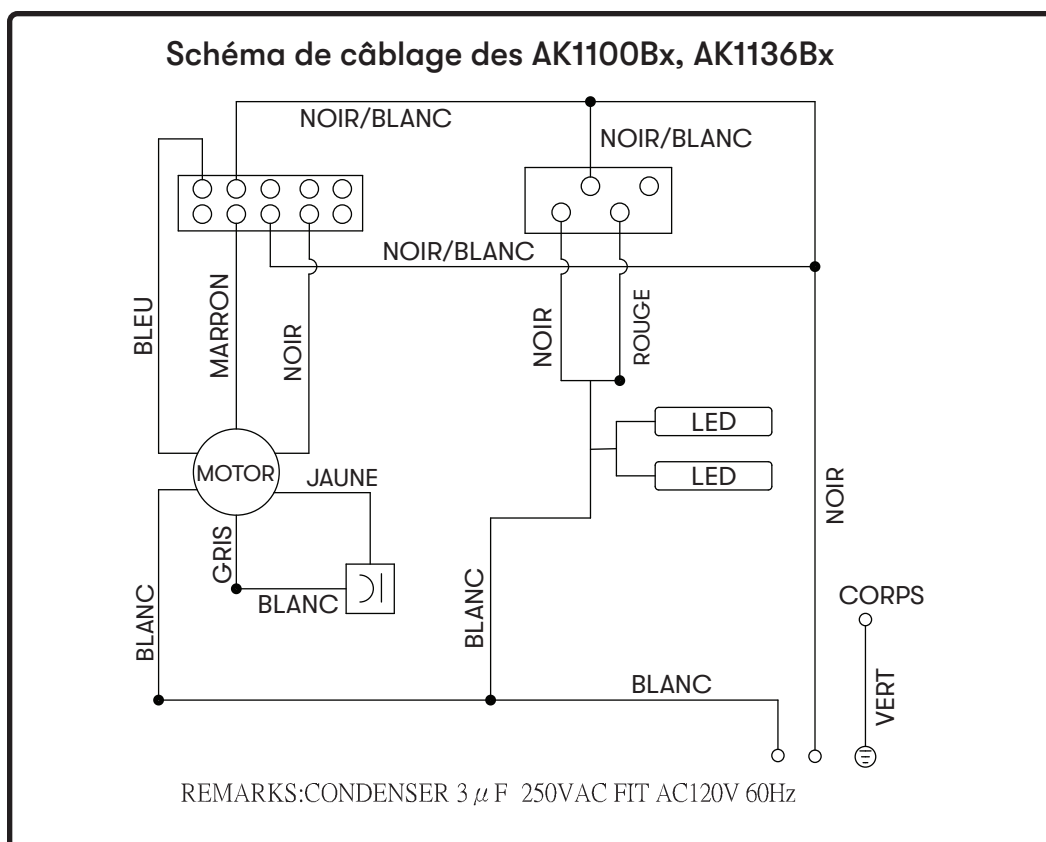 Schéma de câblage des AK1100Bx, AK1136Bx
NOIR/BLANC
NOIR/BLANC
NOIR/BLANC
BLEU
MARRON
NOIR
NOIR
ROUGE
LED
LED
MOTOR
JAUNE
GRIS
BLANC
BLANC
BLANC
NOIR
CORPS
VERT
BLANC
REMARKS:CONDENSER 3 μ F 250VAC FIT AC120V 60Hz